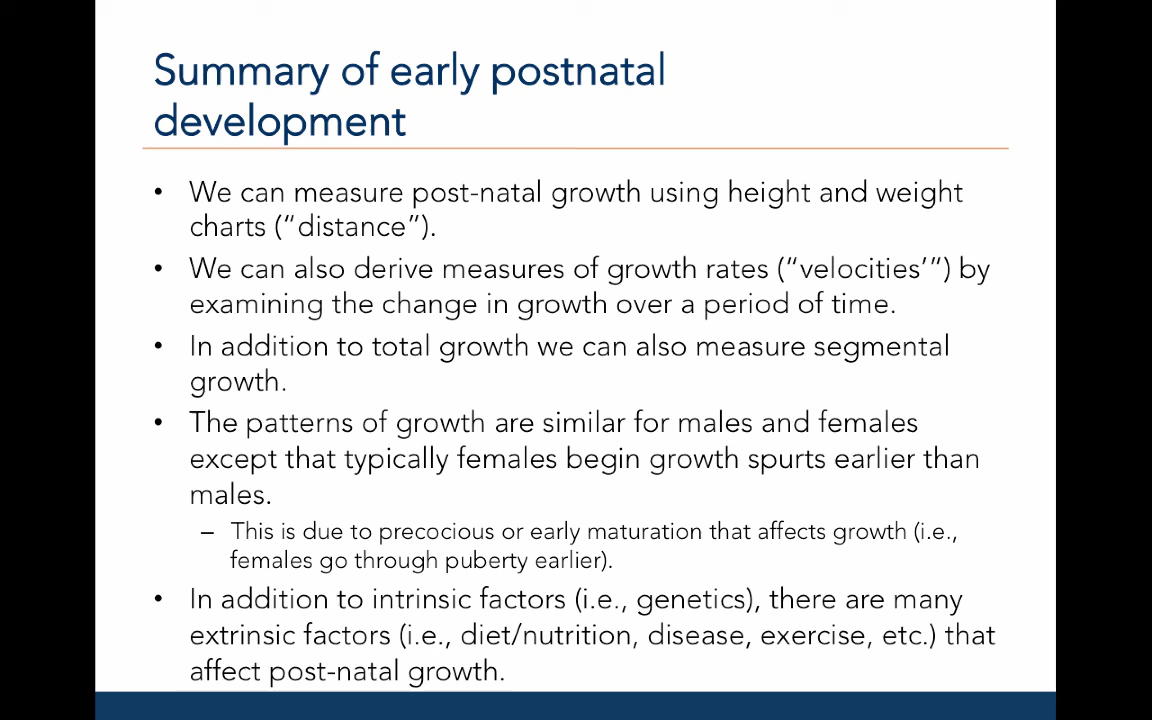 Summary of early postnatal
development
• We can measure post-natal growth using height and weight
charts (“distance”).
• We can also derive measures of growth rates (“velocities’”) by
examining the change in growth over a period of time.
• In addition to total growth we can also measure segmental
growth.
• The patterns of growth are similar for males and females
except that typically females begin growth spurts earlier than
males.
– This is due to precocious or early maturation that affects growth (i.e.,
females go through puberty earlier).
• In addition to intrinsic factors (i.e., genetics), there are many
extrinsic factors (i.e., diet/nutrition, disease, exercise, etc.) that
affect post-natal growth.